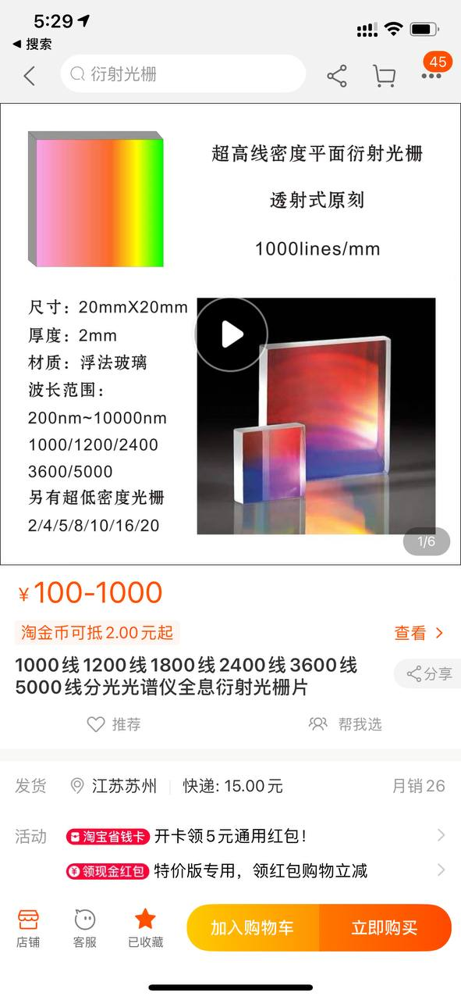 5:29
搜索
衍射光栅
45
超高线密度平面衍射光栅
透射式原刻
1000lines/mm
尺寸：20mmX20mm
厚度：2mm
材质：浮法玻璃
波长范围：
200nm~10000nm
1000/1200/2400
3600/5000
另有超低密度光栅
2/4/5/8/10/16/20
1/6
¥100-1000
淘金币可抵2.00元起
查看
1000线1200线1800线2400线3600线
5000线分光光谱仪全息衍射光栅片
分享
推荐
帮我选
发货 江苏苏州 快递: 15.00元 月销26
活动 淘宝省钱卡 开卡领5元通用红包！
¥领现金红包 特价版专用，领红包购物立减
店铺
客服
已收藏
加入购物车
立即购买